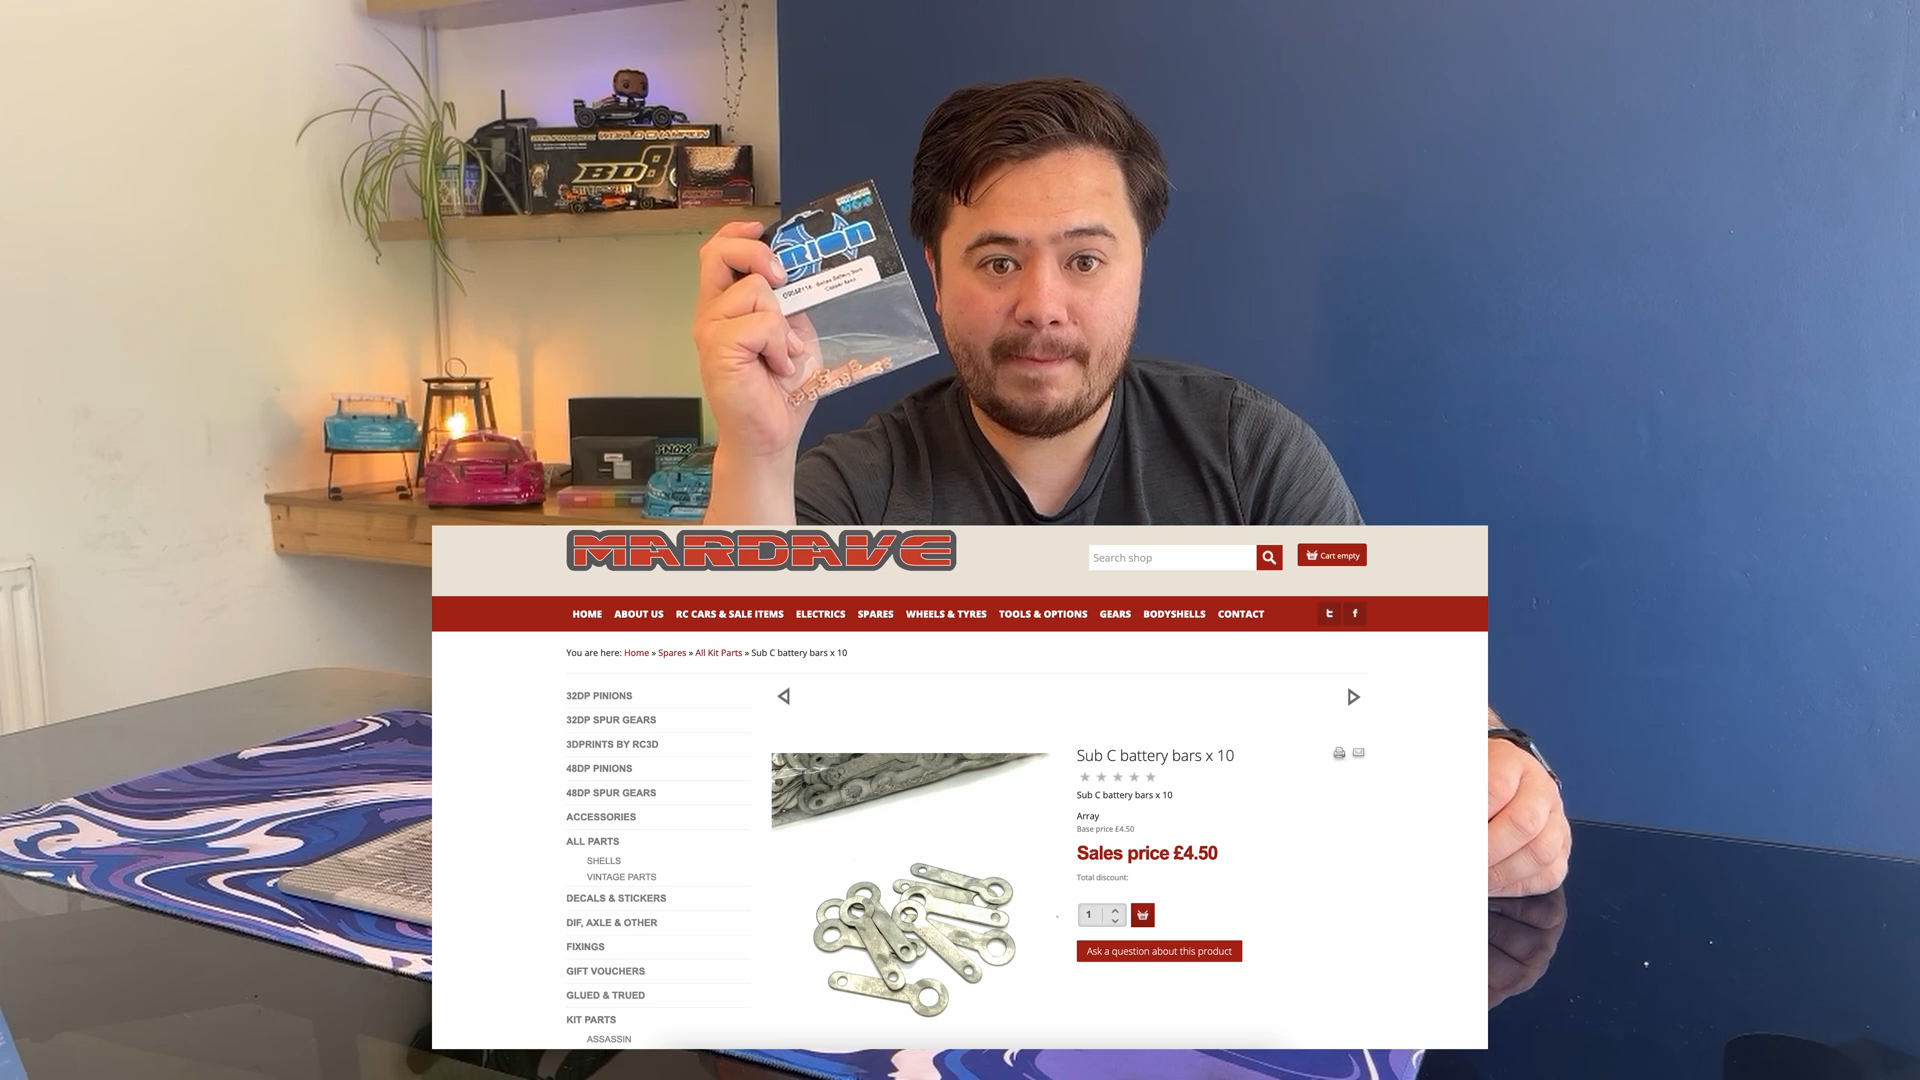 WORLD CHAMPION
BD8
ORION
Copper
KNOX
MARDAVE
Search shop
Cart empty
HOME ABOUT US RC CARS & SALE ITEMS ELECTRICS SPARES WHEELS & TYRES TOOLS & OPTIONS GEARS BODYSHELLS CONTACT
You are here: Home » Spares » All Kit Parts » Sub C battery bars x 10
32DP PINIONS
32DP SPUR GEARS
3DPRINTS BY RC3D
48DP PINIONS
48DP SPUR GEARS
ACCESSORIES
ALL PARTS
SHELLS
VINTAGE PARTS
DECALS & STICKERS
DIF, AXLE & OTHER
FIXINGS
GIFT VOUCHERS
GLUED & TRUED
KIT PARTS
ASSASSIN
Sub C battery bars x 10
Sub C battery bars x 10
Array
Base price £4.50
Sales price £4.50
Total discount:
1
Ask a question about this product